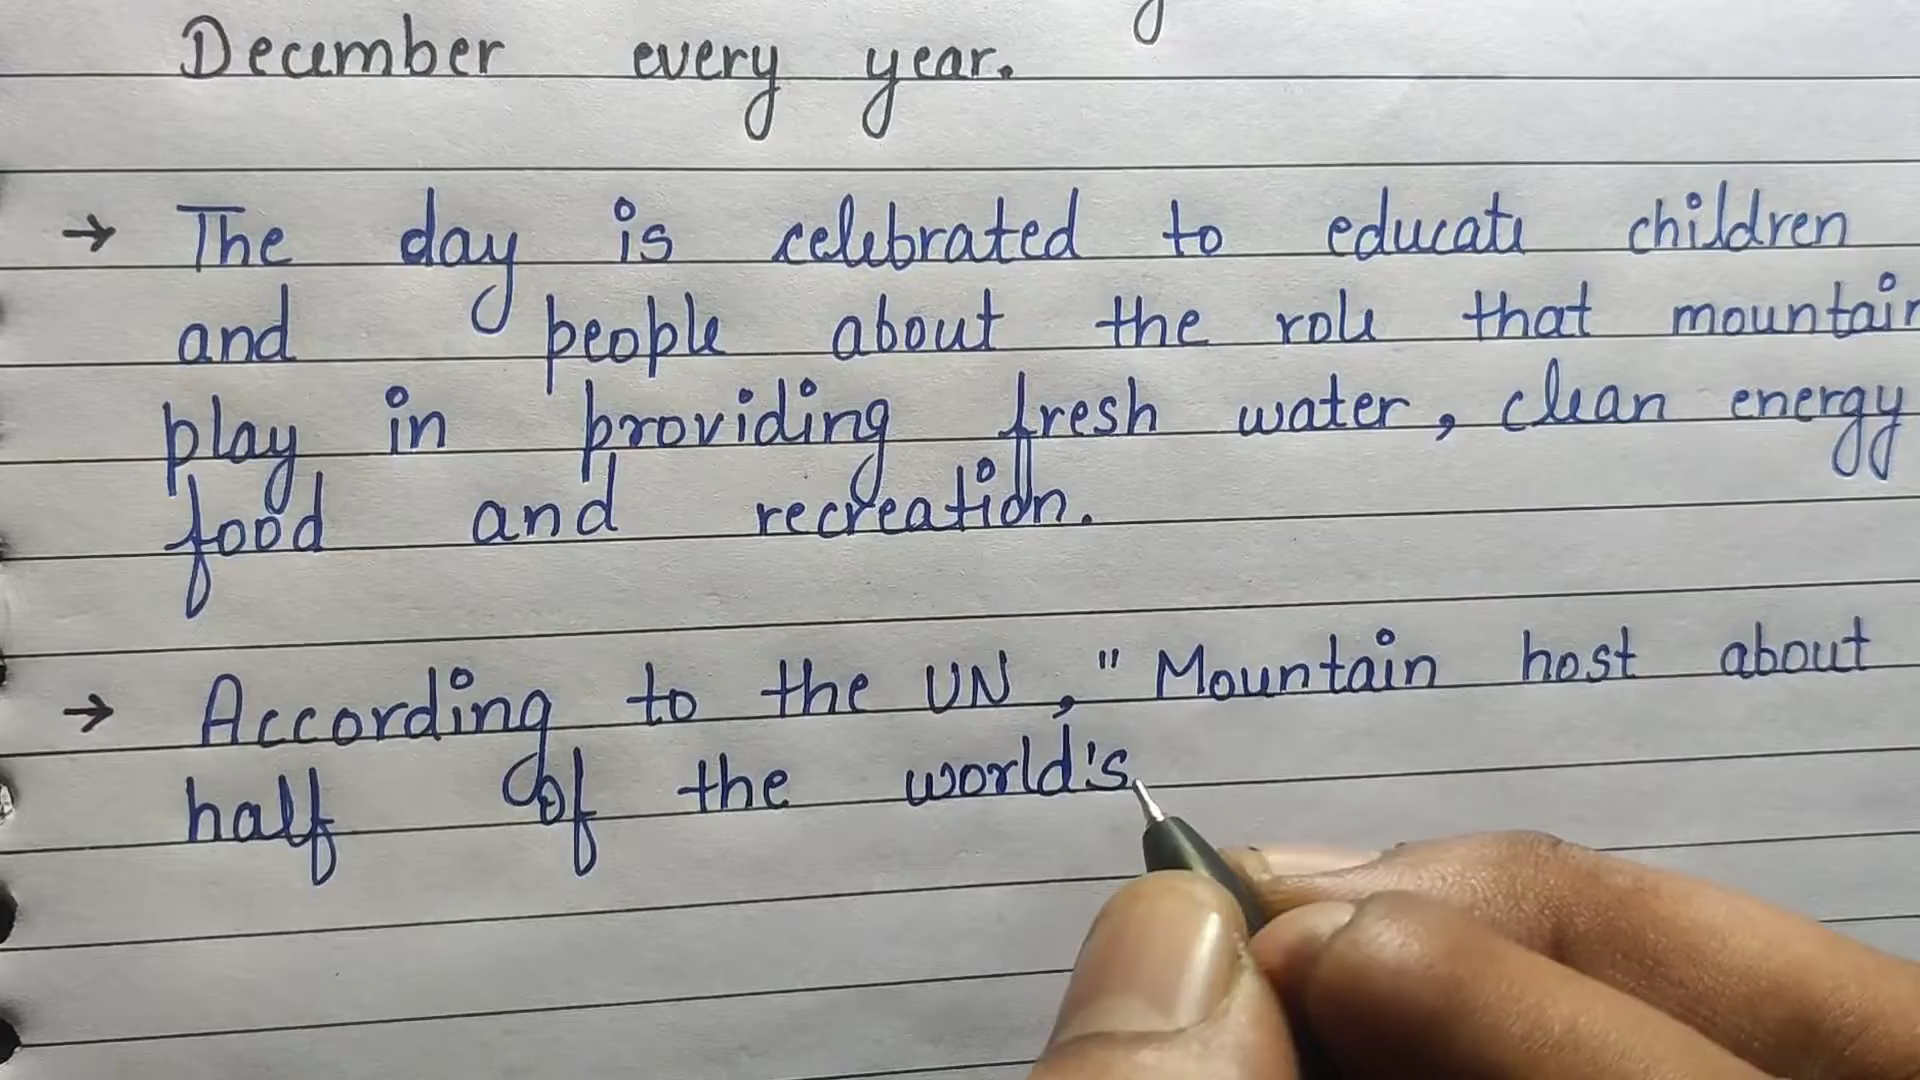 December every year.
→ The day is celebrated to educate children
and people about the role that mountain
play in providing fresh water, clean energy
food and recreation.
→ According to the UN, "Mountain host about
half of the world's